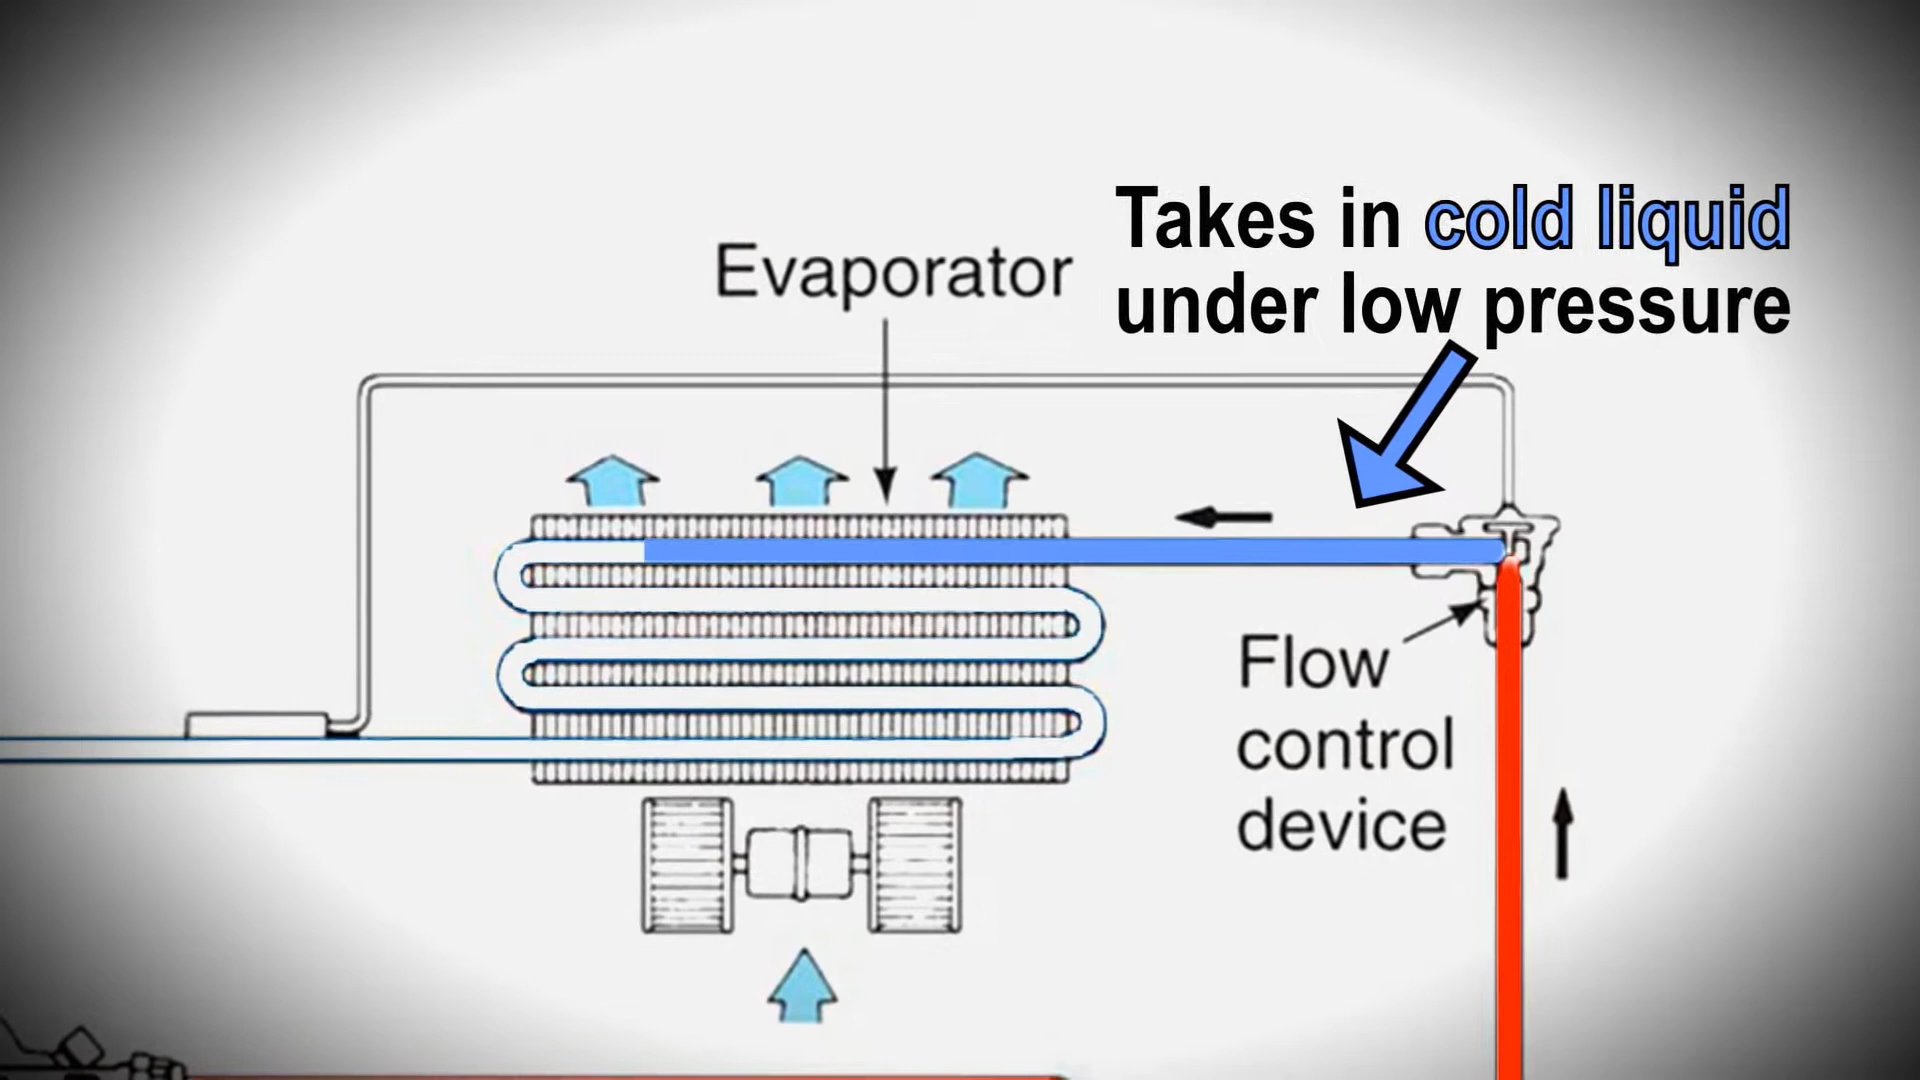 Takes in cold liquid
under low pressure
Evaporator
Flow
control
device